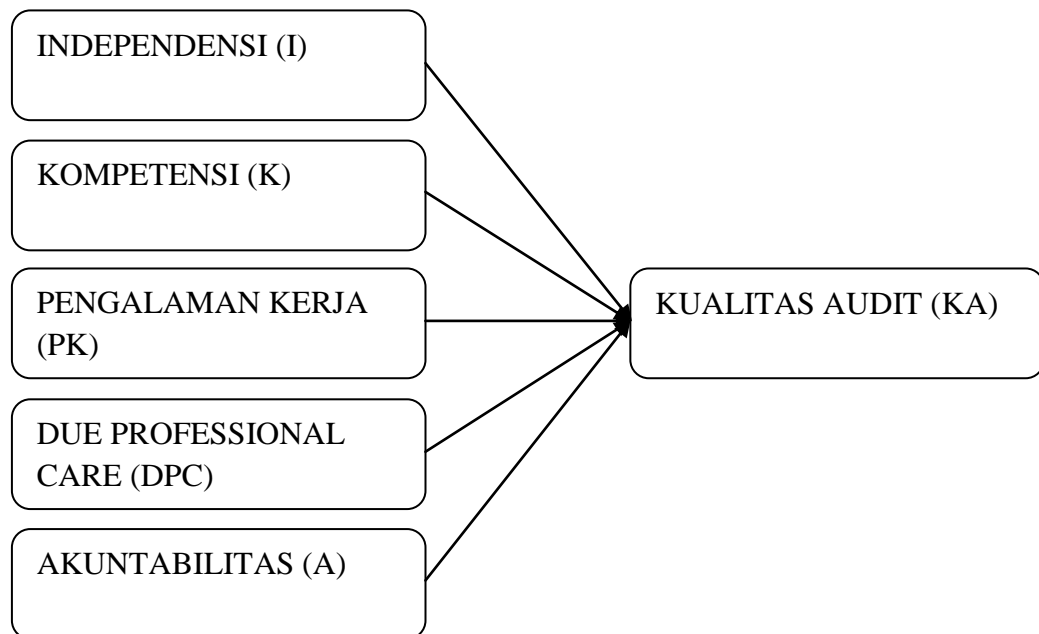 INDEPENDENSI (I)
KOMPETENSI (K)
PENGALAMAN KERJA
(PK)
KUALITAS AUDIT (KA)
DUE PROFESSIONAL
CARE (DPC)
AKUNTABILITAS (A)